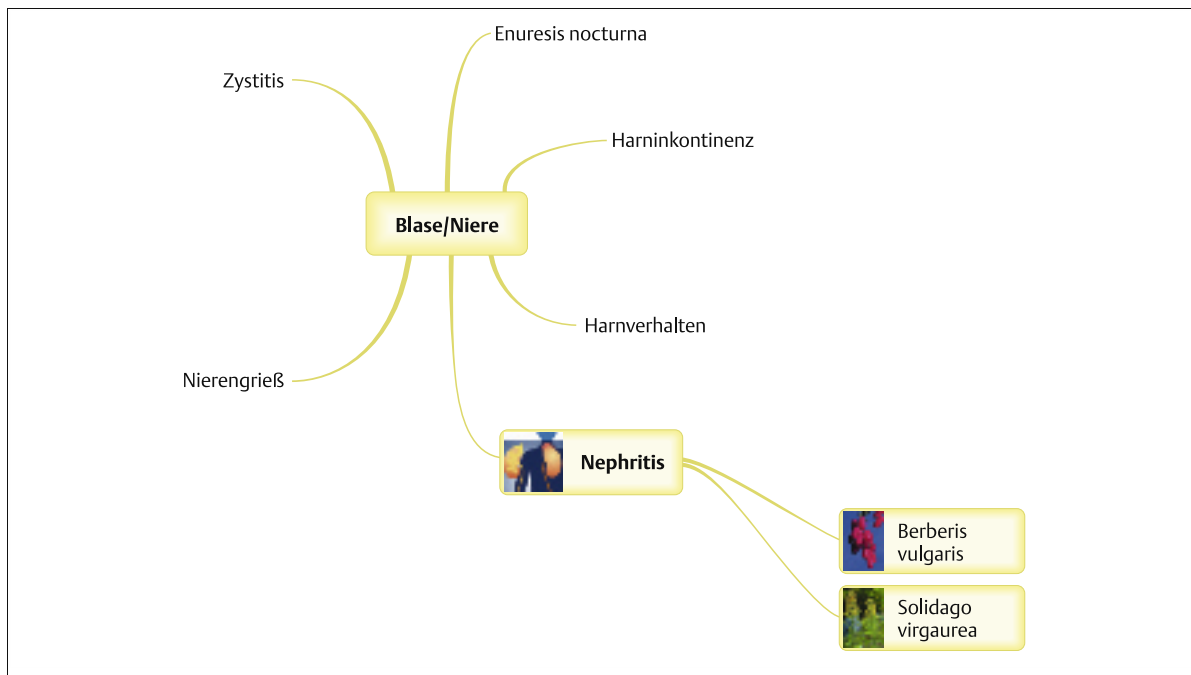 Enuresis nocturna
Zystitis
Harninkontinenz
Blase/Niere
Harnverhalten
Nierengrieß
Nephritis
Berberis
vulgaris
Solidago
virgaurea